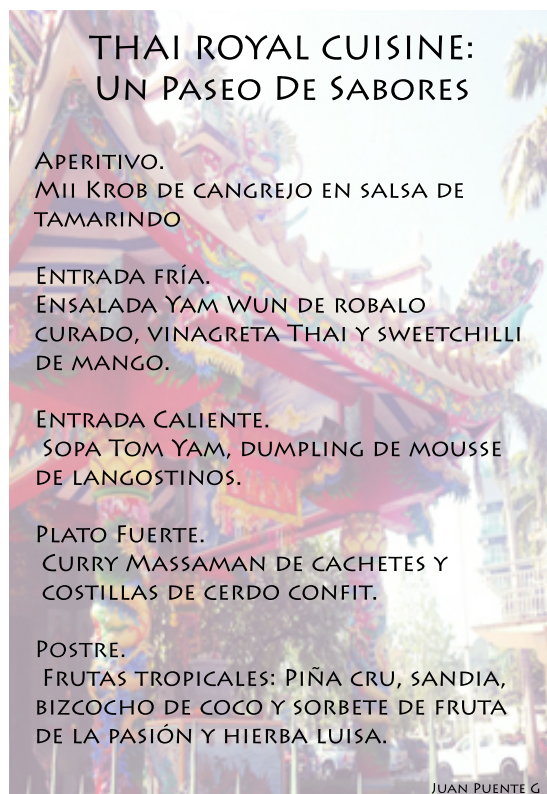 THAI ROYAL CUISINE:
UN PASEO DE SABORES
APERITIVO.
MII KROB DE CANGREJO EN SALSA DE
TAMARINDO
ENTRADA FRÍA.
ENSALADA YAM WUN DE ROBALO
CURADO, VINAGRETA THAI Y SWEETCHILLI
DE MANGO.
ENTRADA CALIENTE.
SOPA TOM YAM, DUMPLING DE MOUSSE
DE LANGOSTINOS.
PLATO FUERTE.
CURRY MASSAMAN DE CACHETES Y
COSTILLAS DE CERDO CONFIT.
POSTRE.
FRUTAS TROPICALES: PIÑA CRU, SANDIA,
BIZCOCHO DE COCO Y SORBETE DE FRUTA
DE LA PASIÓN Y HIERBA LUISA.
JUAN PUENTE G